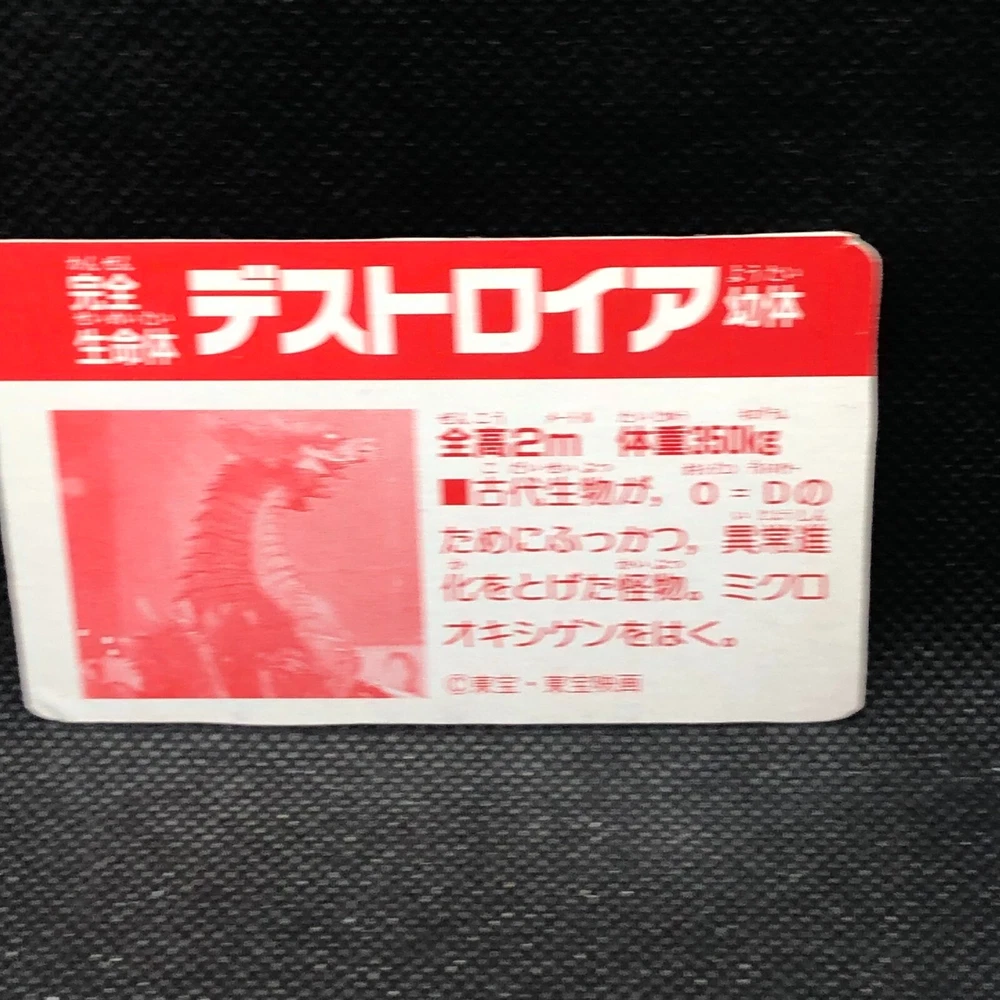 完全
生命体
デストロイア
幼体
全高2m 体重350kg
■古代生物が、O=Dの
ためにふっかつ。異常進
化をとげた怪物。ミクロ
オキシゲンをはく。
©東宝・東宝映画